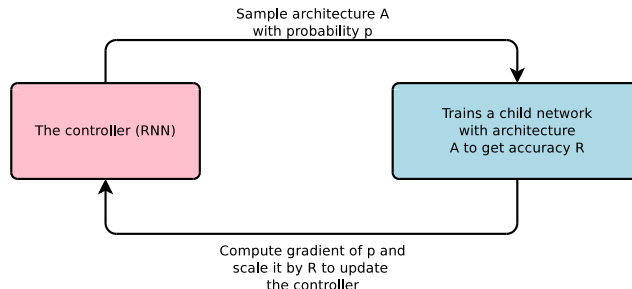 Sample architecture A
with probability p
The controller (RNN)
Trains a child network
with architecture
A to get accuracy R
Compute gradient of p and
scale it by R to update
the controller